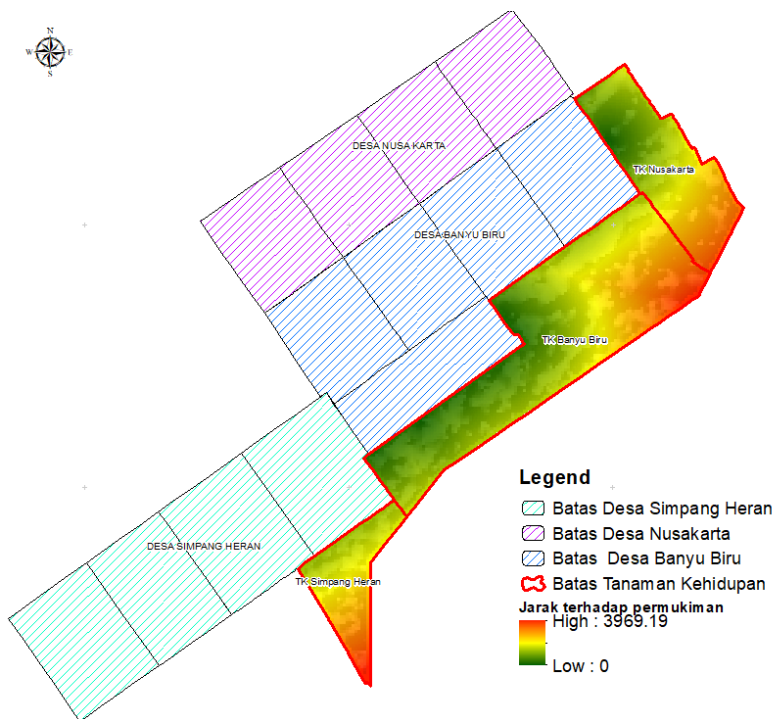 N
W E
S
DESA NUSA KARTA
TK Nusakarta
DESA BANYU BIRU
TK Banyu Biru
DESA SIMPANG HERAN
TK Simpang Heran
Legend
Batas Desa Simpang Heran
Batas Desa Nusakarta
Batas Desa Banyu Biru
Batas Tanaman Kehidupan
Jarak terhadap permukiman
High : 3969.19
Low : 0